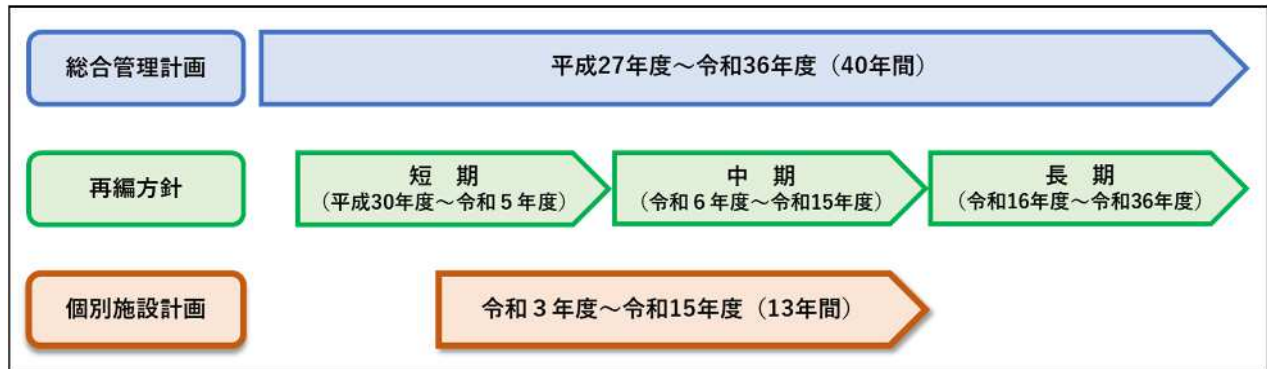 総合管理計画
平成27年度～令和36年度（40年間）
再編方針
短　期
（平成30年度～令和５年度）
中　期
（令和６年度～令和15年度）
長　期
（令和16年度～令和36年度）
個別施設計画
令和３年度～令和15年度（13年間）